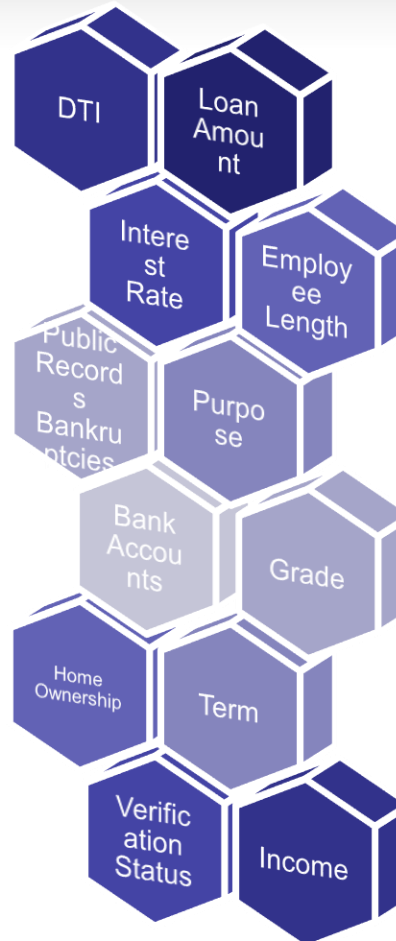 DTI
Loan
Amou
nt
Intere
st
Rate
Employ
ee
Length
Public
Record
s
Bankru
ptcies
Purpo
se
Bank
Accou
nts
Grade
Home
Ownership
Term
Verific
ation
Status
Income